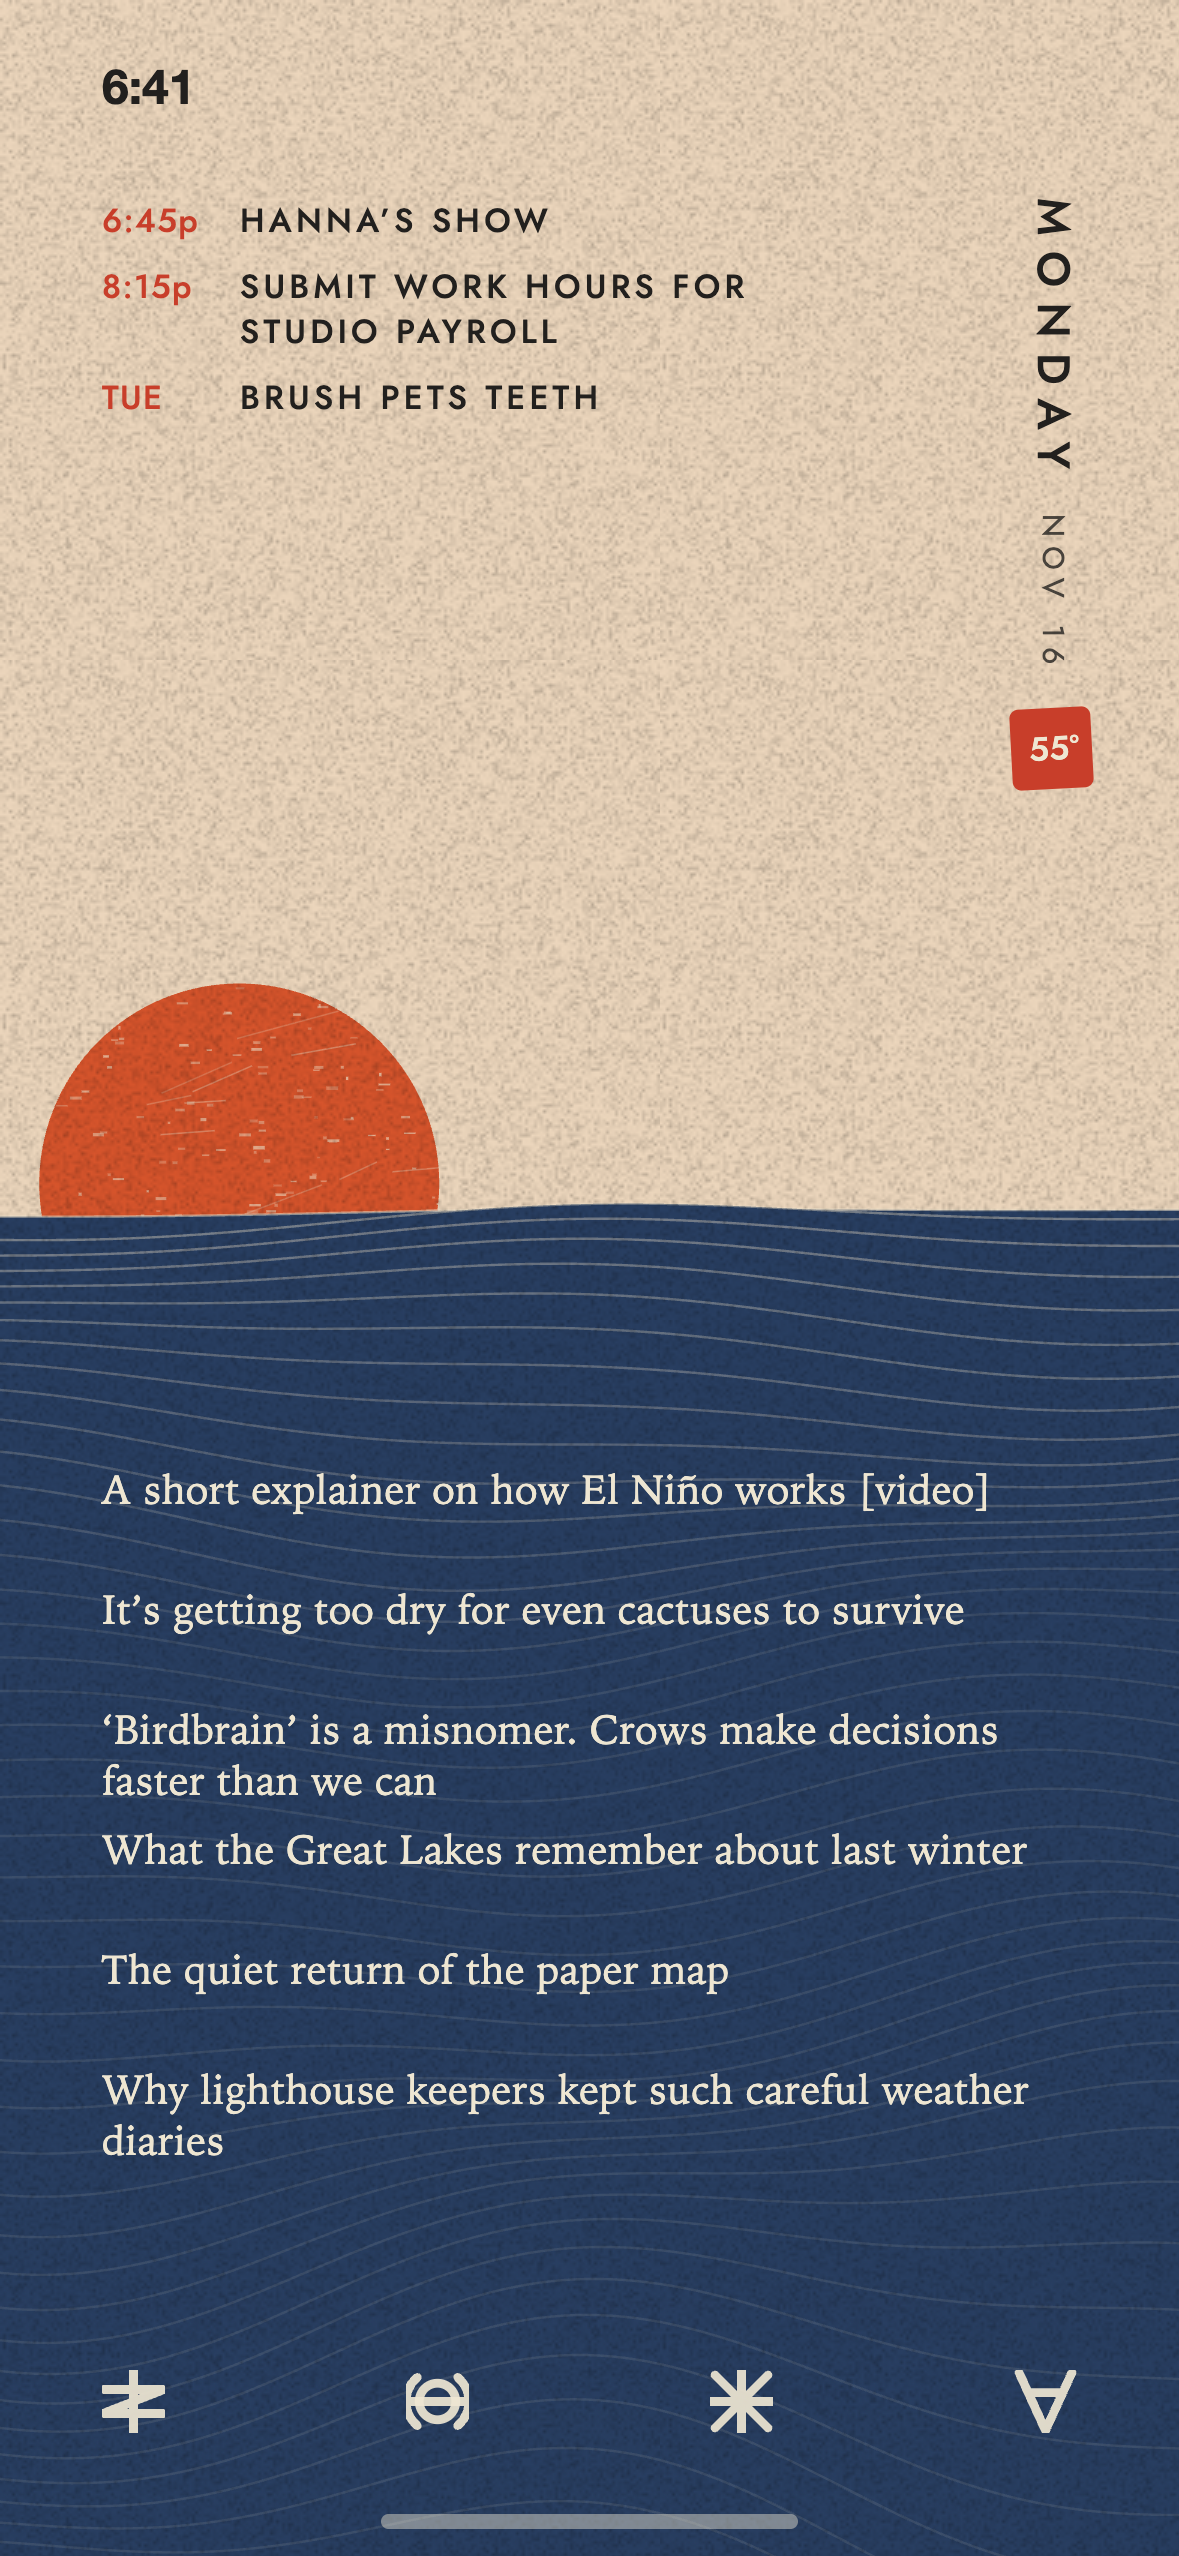 6:41
6:45p HANNA’S SHOW
8:15p SUBMIT WORK HOURS FOR
STUDIO PAYROLL
TUE BRUSH PETS TEETH
MONDAY NOV 16
55°
A short explainer on how El Niño works [video]
It’s getting too dry for even cactuses to survive
‘Birdbrain’ is a misnomer. Crows make decisions
faster than we can
What the Great Lakes remember about last winter
The quiet return of the paper map
Why lighthouse keepers kept such careful weather
diaries